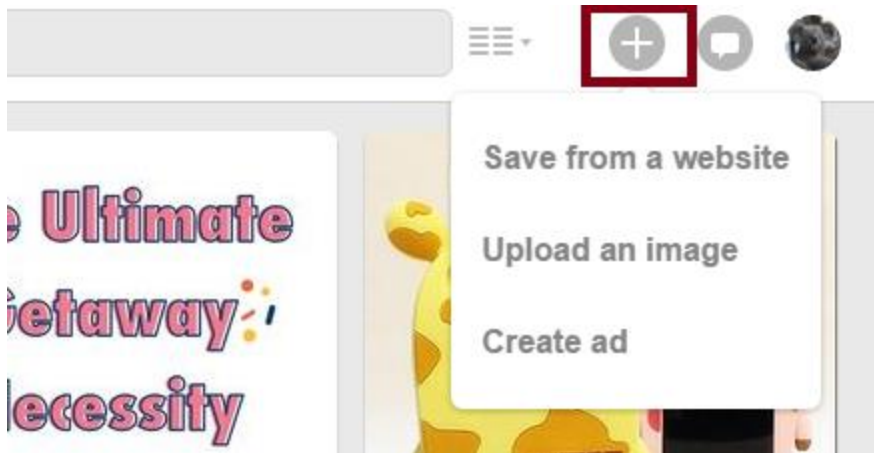 Save from a website
Upload an image
Create ad
Ultimate
etaway
ecessity